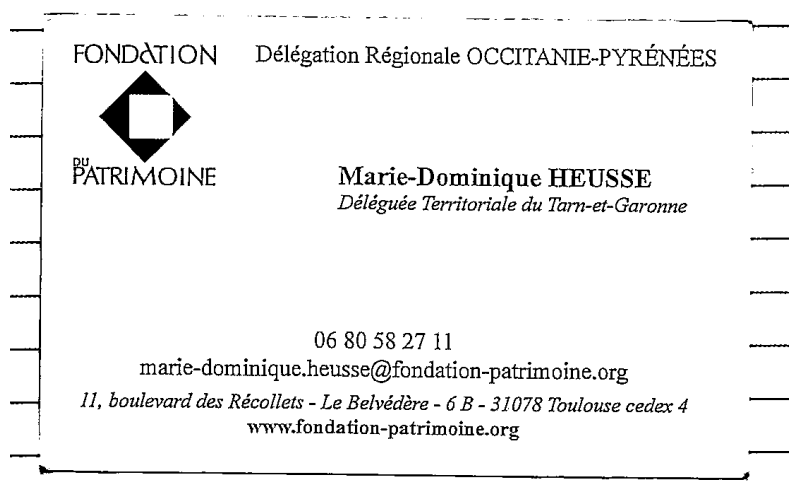 FONDATION
DU
PATRIMOINE
Délégation Régionale OCCITANIE-PYRÉNÉES
Marie-Dominique HEUSSE
Déléguée Territoriale du Tarn-et-Garonne
06 80 58 27 11
marie-dominique.heusse@fondation-patrimoine.org
11, boulevard des Récollets - Le Belvédère - 6 B - 31078 Toulouse cedex 4
www.fondation-patrimoine.org